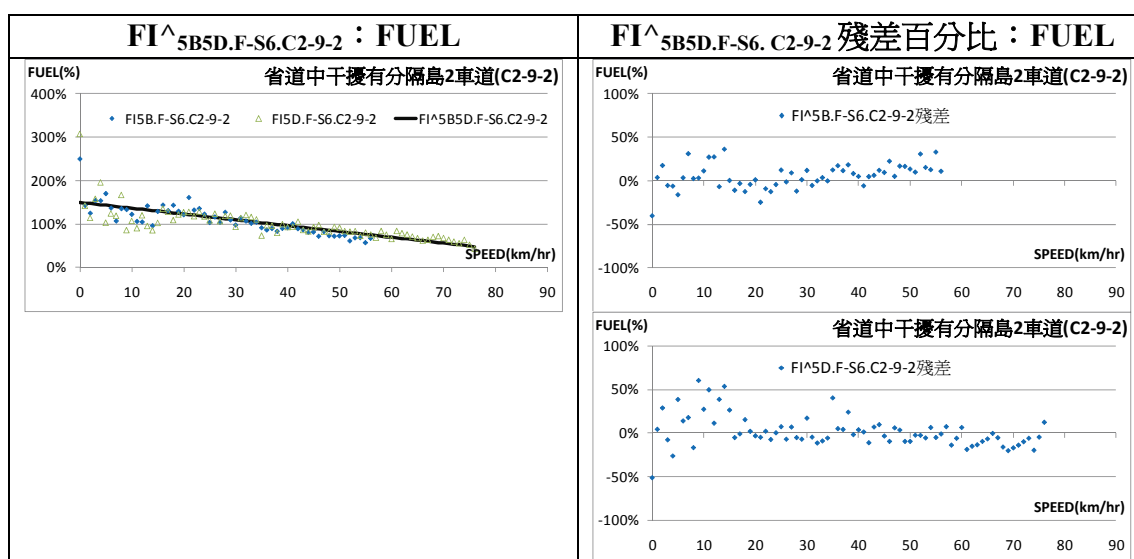 FI^5B5D.F-S6.C2-9-2：FUEL
FI^5B5D.F-S6. C2-9-2 殘差百分比：FUEL
FUEL(%)
省道中干擾有分隔島2車道(C2-9-2)
400%
300%
200%
100%
0%
FI5B.F-S6.C2-9-2
FI5D.F-S6.C2-9-2
FI^5B5D.F-S6.C2-9-2
SPEED(km/hr)
0 10 20 30 40 50 60 70 80 90
FUEL(%)
省道中干擾有分隔島2車道(C2-9-2)
100%
50%
0%
-50%
-100%
FI^5B.F-S6.C2-9-2殘差
SPEED(km/hr)
0 10 20 30 40 50 60 70 80 90
FUEL(%)
省道中干擾有分隔島2車道(C2-9-2)
100%
50%
0%
-50%
-100%
FI^5D.F-S6.C2-9-2殘差
SPEED(km/hr)
0 10 20 30 40 50 60 70 80 90